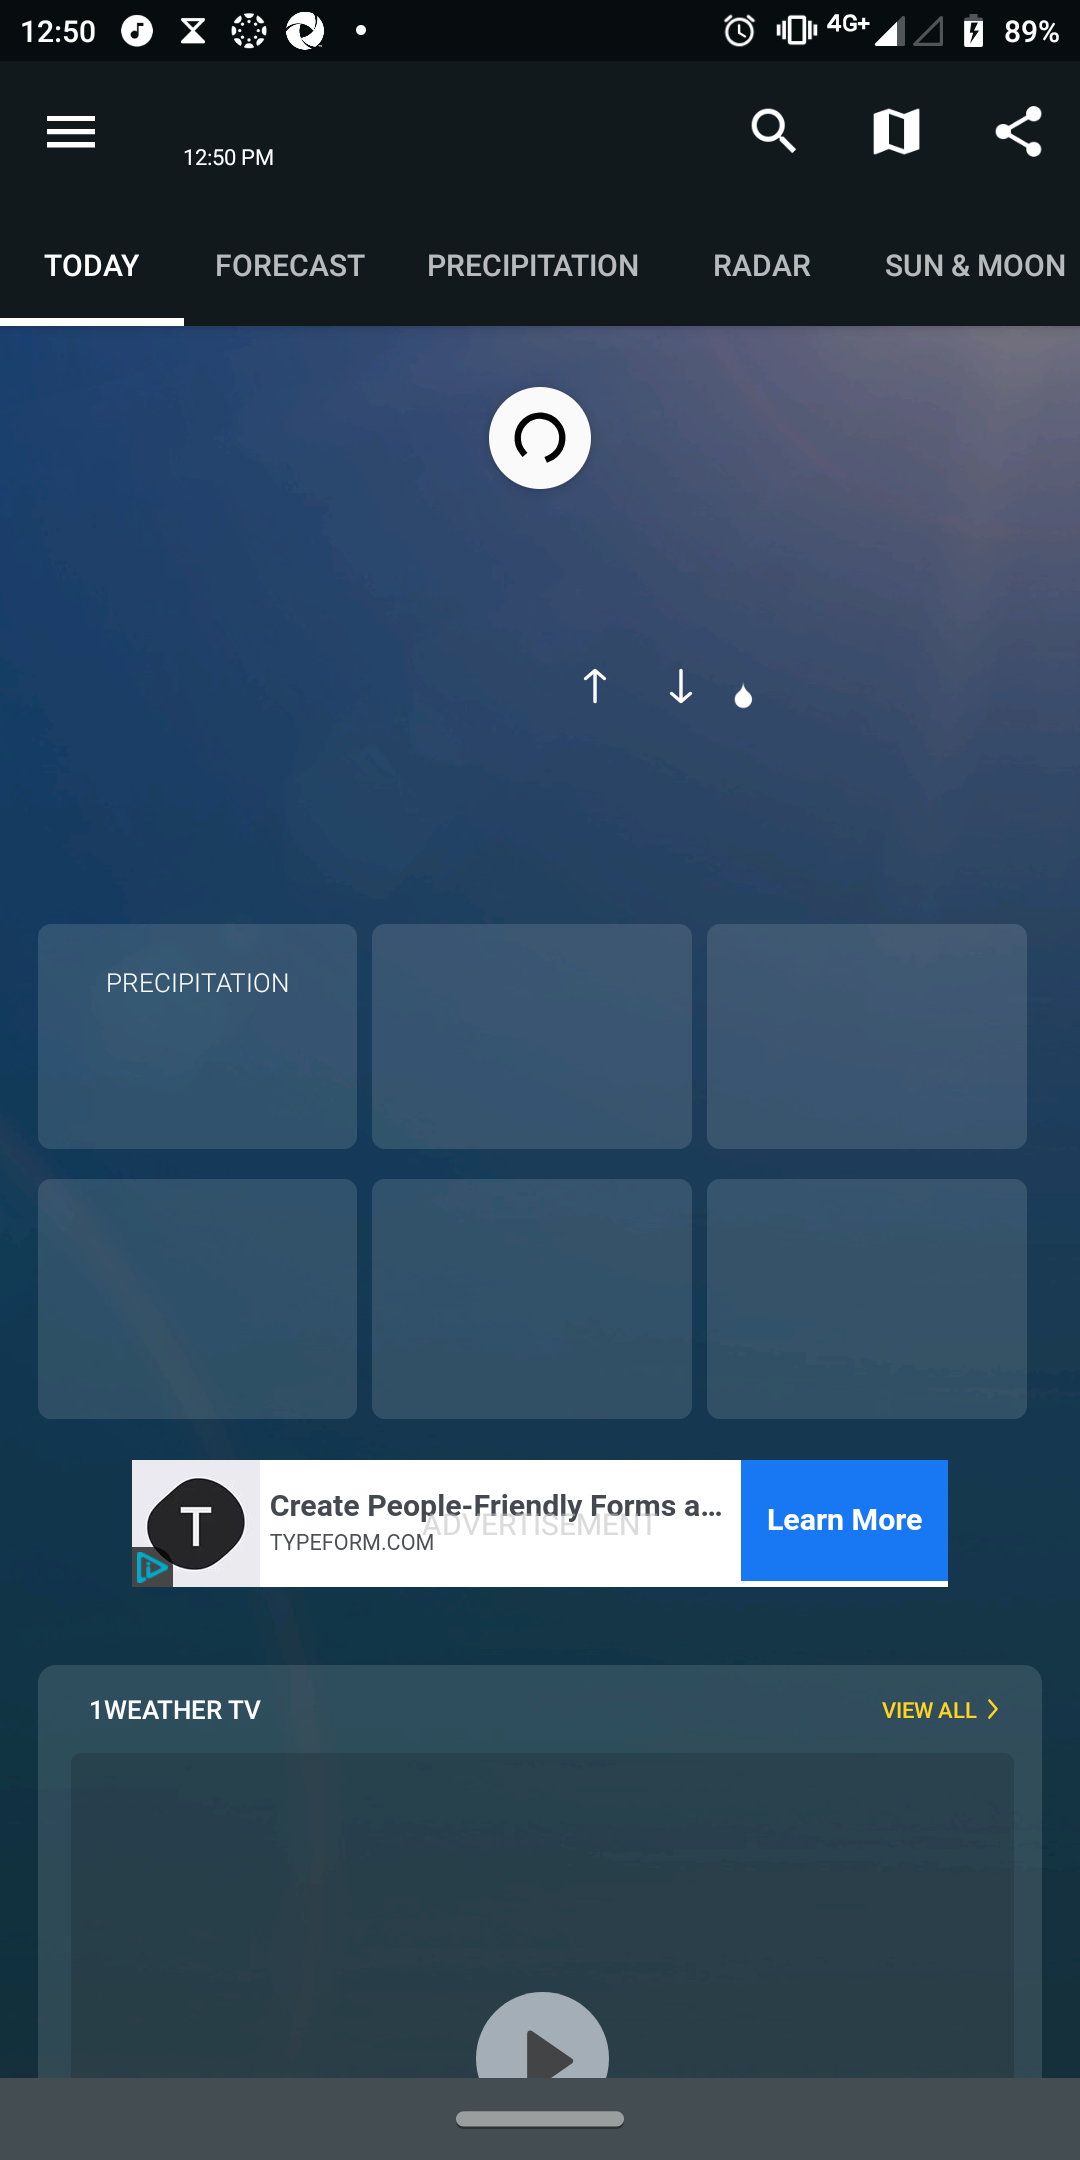 12:50
4G+
89%
12:50 PM
TODAY
FORECAST
PRECIPITATION
RADAR
SUN & MOON
PRECIPITATION
T
Create People-Friendly Forms a...
ADVERTISEMENT
TYPEFORM.COM
Learn More
1WEATHER TV
VIEW ALL